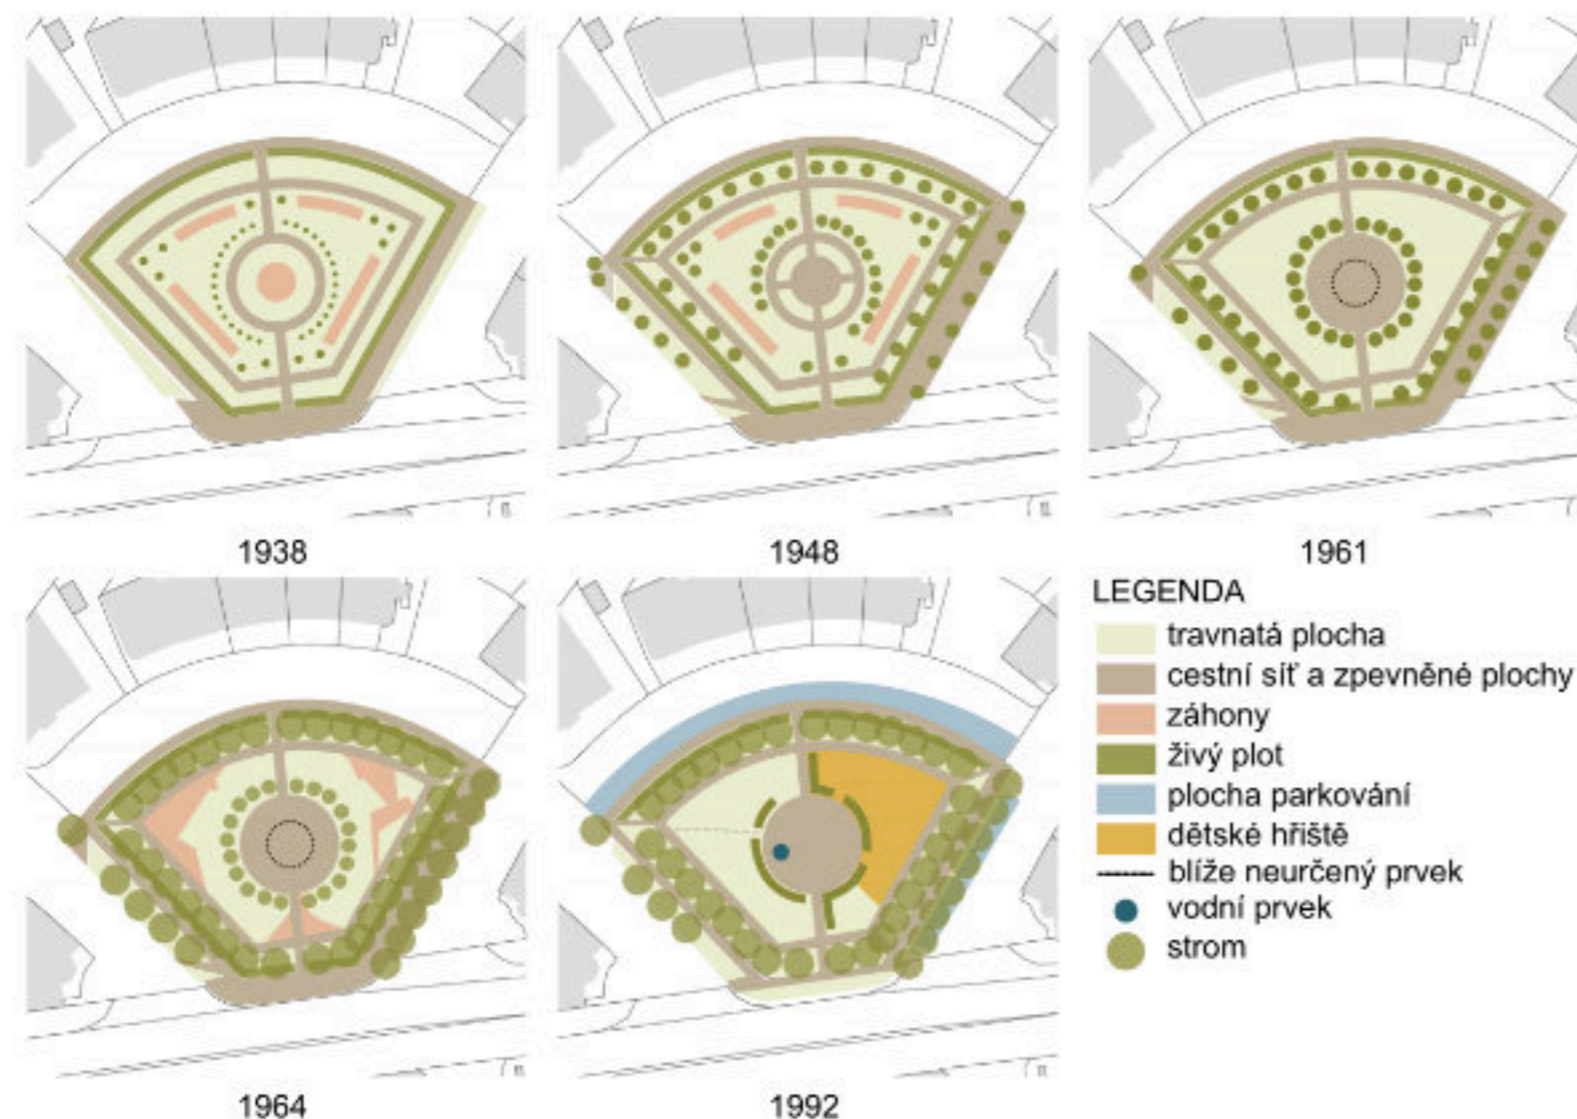 1938
1948
1961
1964
1992
LEGENDA
travnatá plocha
cestní síť a zpevněné plochy
záhony
živý plot
plocha parkování
dětské hřiště
blíže neurčený prvek
vodní prvek
strom